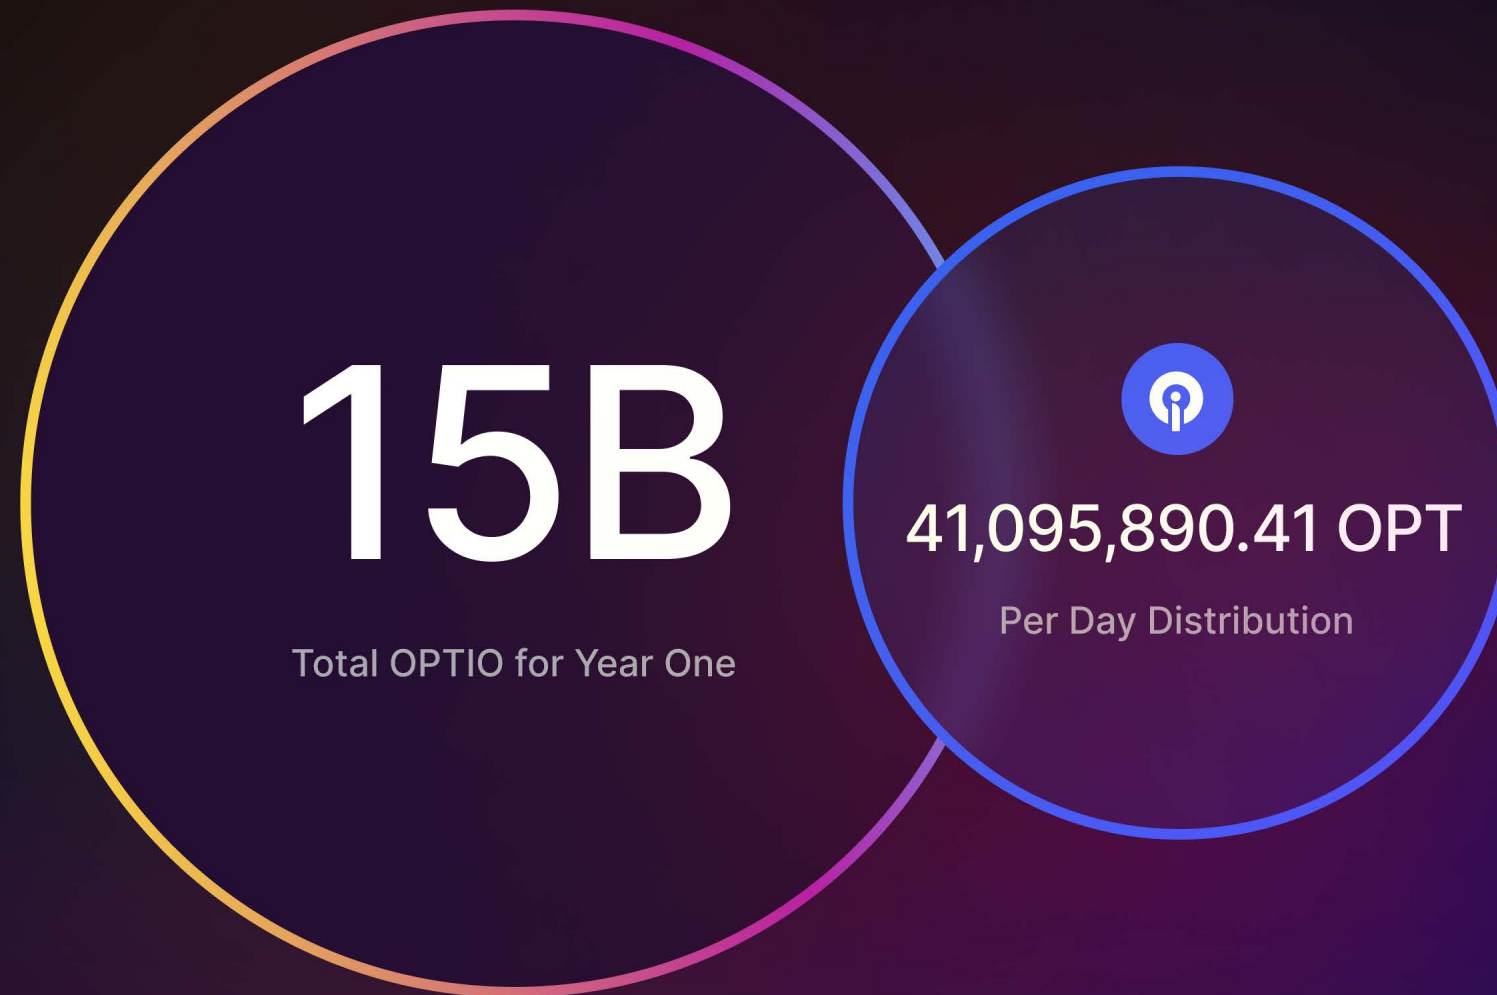 15B
Total OPTIO for Year One
41,095,890.41 OPT
Per Day Distribution